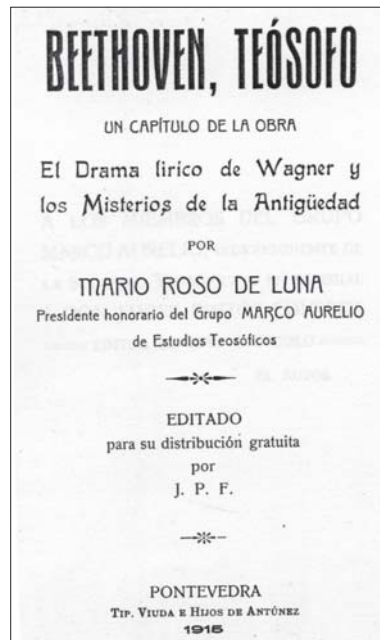 BEETHOVEN, TEÓSOFO
UN CAPÍTULO DE LA OBRA
El Drama lírico de Wagner y
los Misterios de la Antigüedad
POR
MARIO ROSO DE LUNA
Presidente honorario del Grupo MARCO AURELIO
de Estudios Teosóficos
EDITADO
para su distribución gratuita
por
J. P. F.
PONTEVEDRA
TIP. VIUDA E HIJOS DE ANTÚNEZ
1915